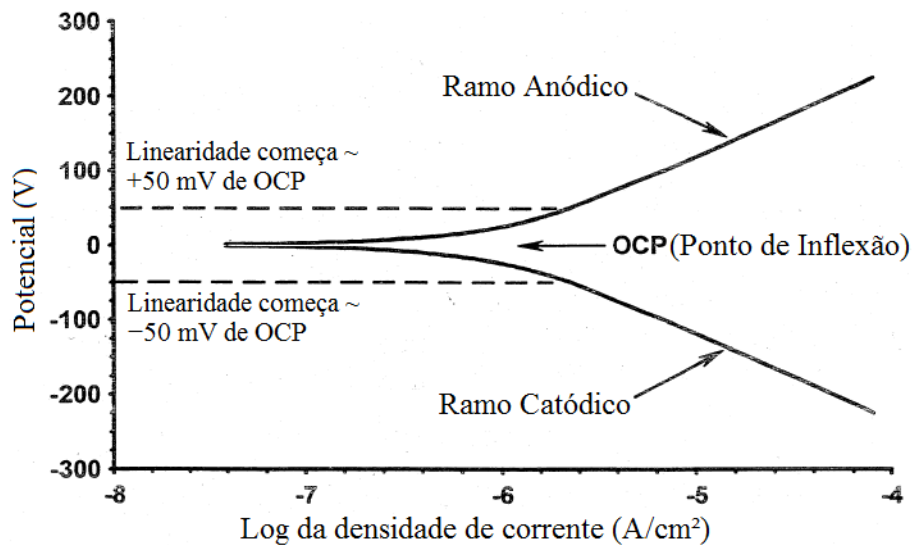 300
200
100
0
-100
-200
-300
Potencial (V)
Ramo Anódico
Linearidade começa ~
+50 mV de OCP
OCP (Ponto de Inflexão)
Linearidade começa ~
−50 mV de OCP
Ramo Catódico
-8
-7
-6
-5
-4
Log da densidade de corrente (A/cm²)